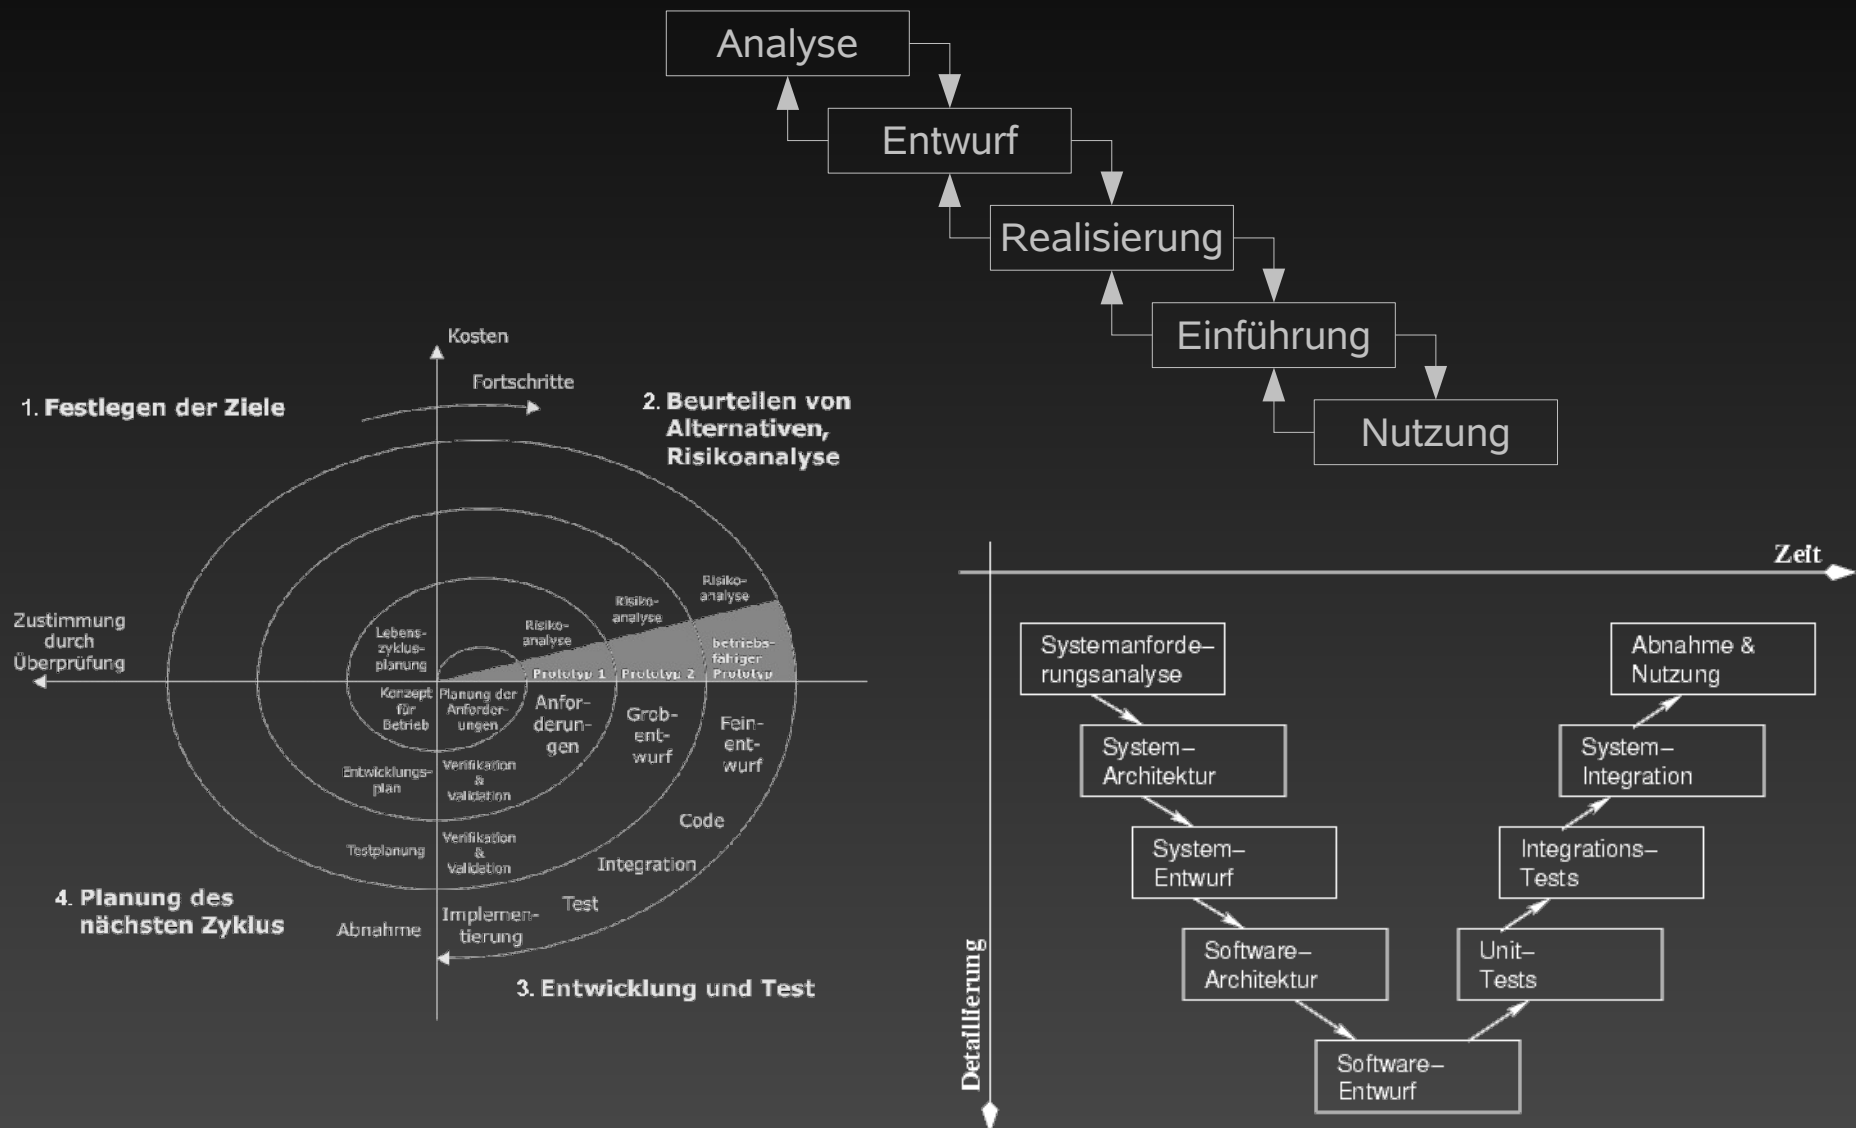 Analyse
Entwurf
Realisierung
Einführung
Nutzung
Kosten
Fortschritte
1. Festlegen der Ziele
2. Beurteilen von
Alternativen,
Risikoanalyse
Zustimmung
durch
Überprüfung
Lebens-
zyklus-
planung
Risiko-
analyse
Risiko-
analyse
Risiko-
analyse
Prototyp 1
Prototyp 2
betriebs-
fähiger
Prototyp
Konzept
für
Betrieb
Planung der
Anforder-
ungen
Anfor-
derun-
gen
Grob-
ent-
wurf
Fein-
ent-
wurf
Entwicklungs-
plan
Verifikation
&
Validation
Code
Testplanung
Verifikation
&
Validation
Integration
4. Planung des
nächsten Zyklus
Abnahme
Implemen-
tierung
Test
3. Entwicklung und Test
Zeit
Detaillierung
Systemanforde–
rungsanalyse
System–
Architektur
System–
Entwurf
Software–
Architektur
Software–
Entwurf
Unit–
Tests
Integrations–
Tests
System–
Integration
Abnahme &
Nutzung